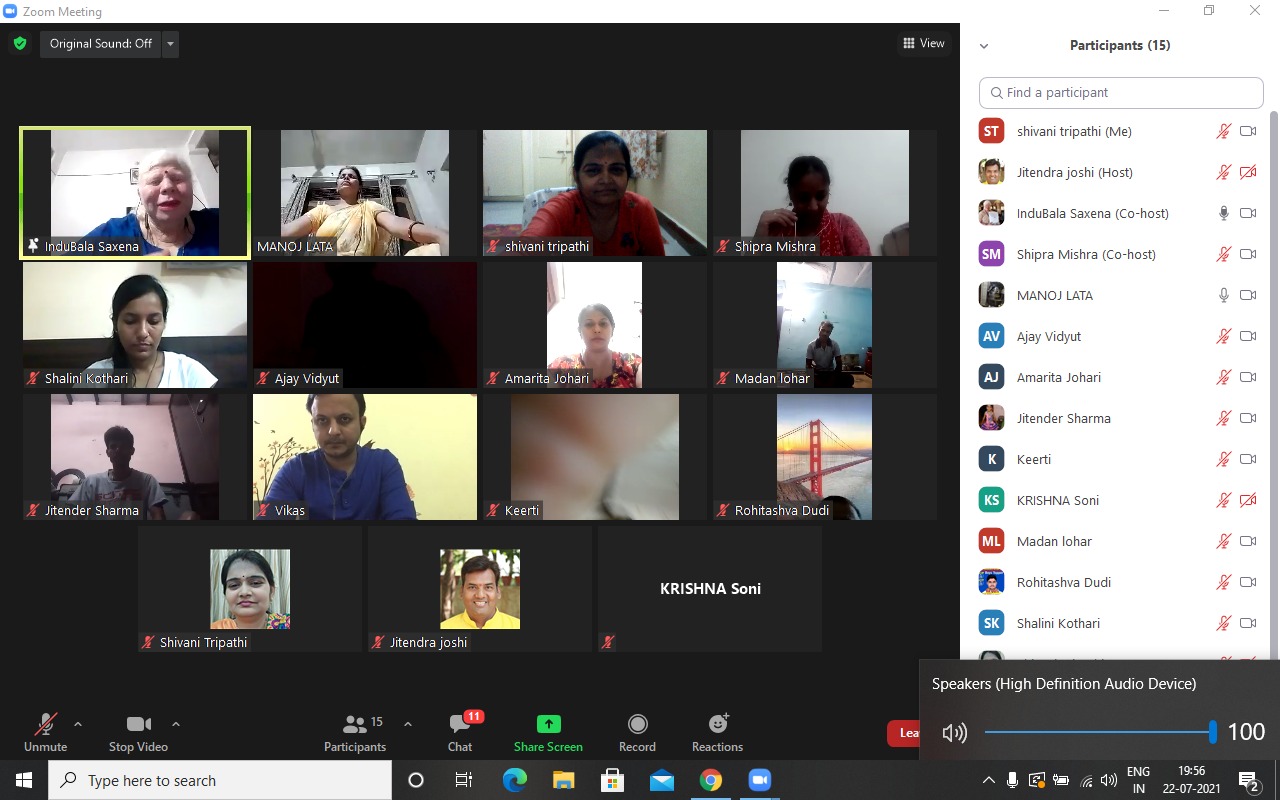 Zoom Meeting
Original Sound: Off
View
InduBala Saxena
MANOJ LATA
shivani tripathi
Shipra Mishra
Shalini Kothari
Ajay Vidyut
Amarita Johari
Madan lohar
Jitender Sharma
Vikas
Keerti
Rohitashva Dudi
KRISHNA Soni
Shivani Tripathi
Jitendra joshi
Unmute
Stop Video
15
Participants
11
Chat
Share Screen
Record
Reactions
Lea
Participants (15)
Find a participant
ST shivani tripathi (Me)
Jitendra joshi (Host)
InduBala Saxena (Co-host)
SM Shipra Mishra (Co-host)
MANOJ LATA
AV Ajay Vidyut
AJ Amarita Johari
Jitender Sharma
K Keerti
KS KRISHNA Soni
ML Madan lohar
Rohitashva Dudi
SK Shalini Kothari
Speakers (High Definition Audio Device)
100
Type here to search
ENG
IN
19:56
22-07-2021
2